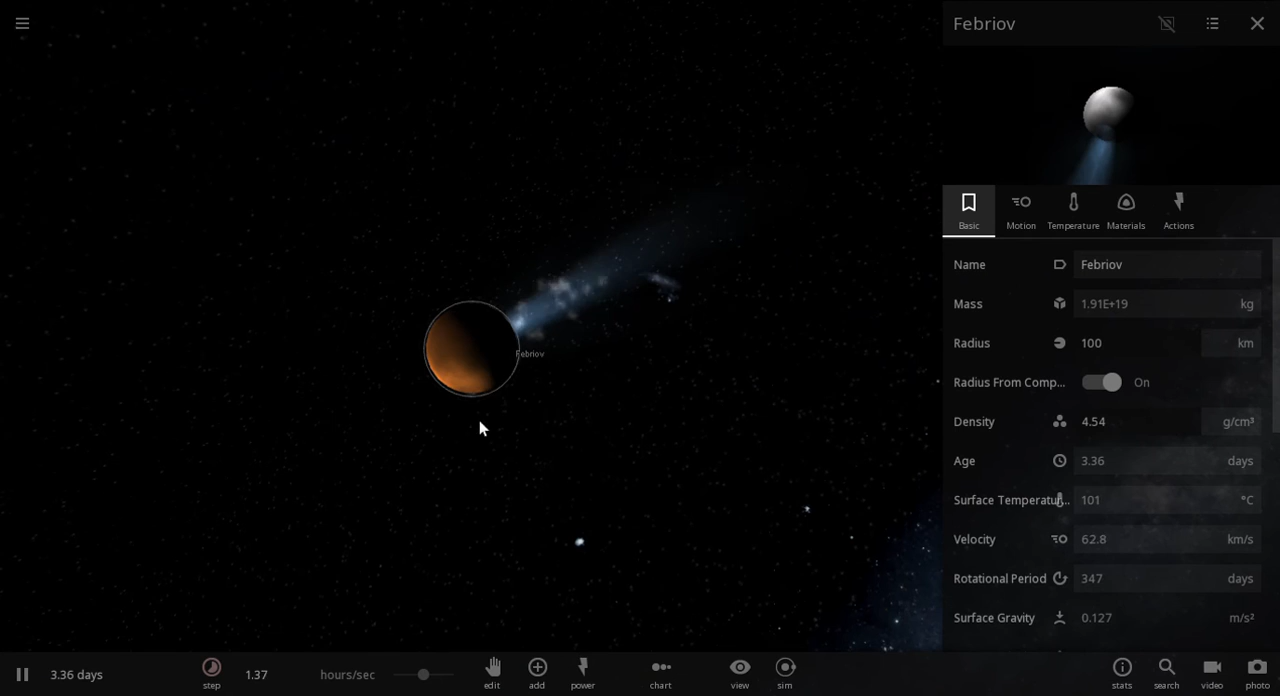 Febriov
Basic Motion Temperature Materials Actions
Name Febriov
Mass 1.91E+19 kg
Radius 100 km
Radius From Comp... On
Density 4.54 g/cm³
Age 3.36 days
Surface Temperatur... 101 °C
Velocity 62.8 km/s
Rotational Period 347 days
Surface Gravity 0.127 m/s²
Febriov
3.36 days step 1.37 hours/sec edit add power chart view sim stats search video photo